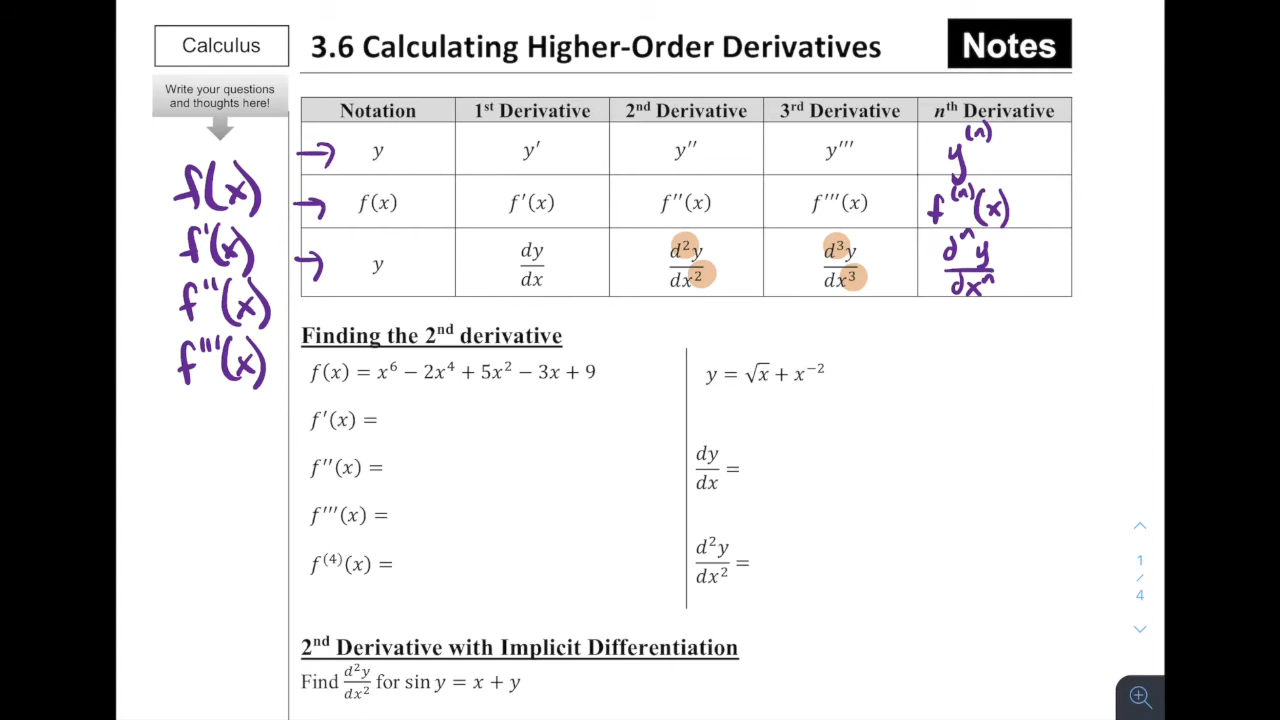 Calculus
3.6 Calculating Higher-Order Derivatives
Notes
Write your questions
and thoughts here!
f(x)
f'(x)
f''(x)
f'''(x)
Notation 1st Derivative 2nd Derivative 3rd Derivative nth Derivative
→ y y′ y′′ y′′′ y^(n)
→ f(x) f′(x) f′′(x) f′′′(x) f^(n)(x)
→ y dy/dx d²y/dx² d³y/dx³ dⁿy/dxⁿ
Finding the 2nd derivative
f(x) = x⁶ − 2x⁴ + 5x² − 3x + 9
f′(x) =
f′′(x) =
f′′′(x) =
f⁽⁴⁾(x) =
y = √x + x⁻²
dy/dx =
d²y/dx² =
2nd Derivative with Implicit Differentiation
Find d²y/dx² for sin y = x + y
1
/
4